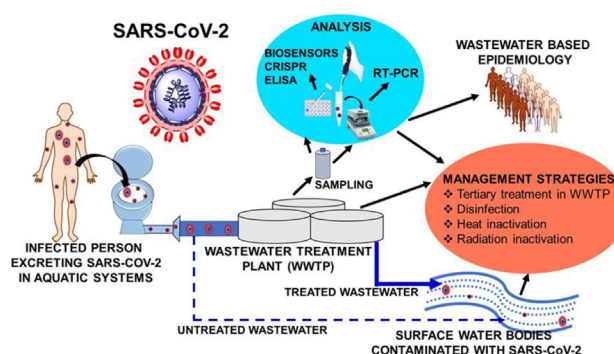 SARS-CoV-2
ANALYSIS
BIOSENSORS
CRISPR
ELISA
RT-PCR
WASTEWATER BASED
EPIDEMIOLOGY
SAMPLING
MANAGEMENT STRATEGIES
❖ Tertiary treatment in WWTP
❖ Disinfection
❖ Heat inactivation
❖ Radiation inactivation
INFECTED PERSON
EXCRETING SARS-COV-2
IN AQUATIC SYSTEMS
WASTEWATER TREATMENT
PLANT (WWTP)
TREATED WASTEWATER
UNTREATED WASTEWATER
SURFACE WATER BODIES
CONTAMINATED WITH SARS-CoV-2